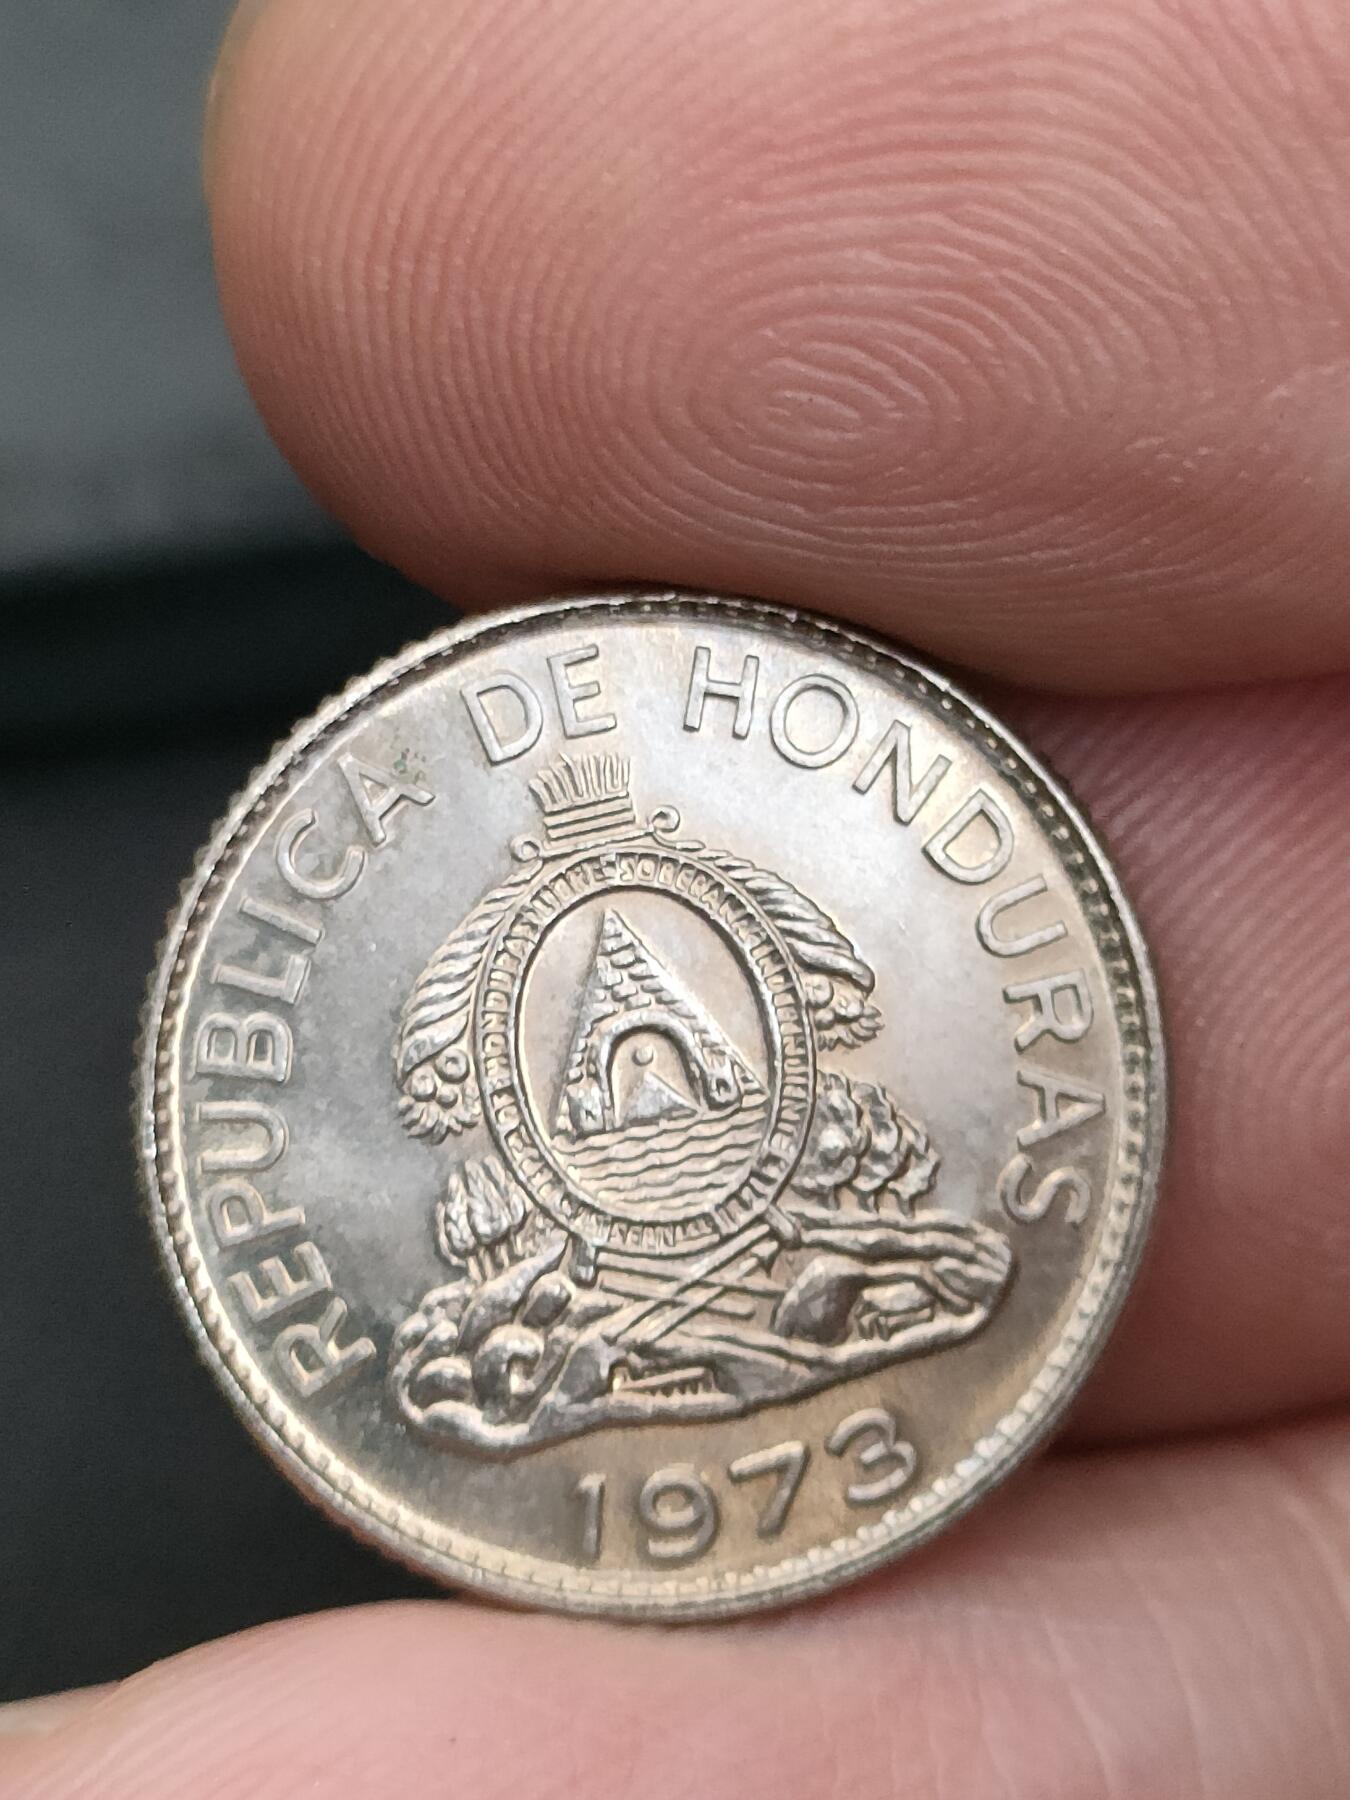 REPUBLICA DE HONDURAS
1973